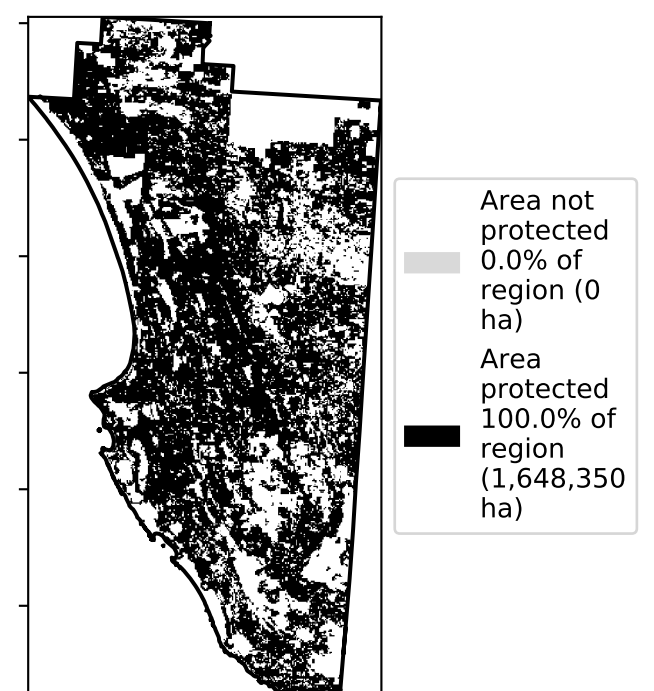 Area not
protected
0.0% of
region (0
ha)
Area
protected
100.0% of
region
(1,648,350
ha)